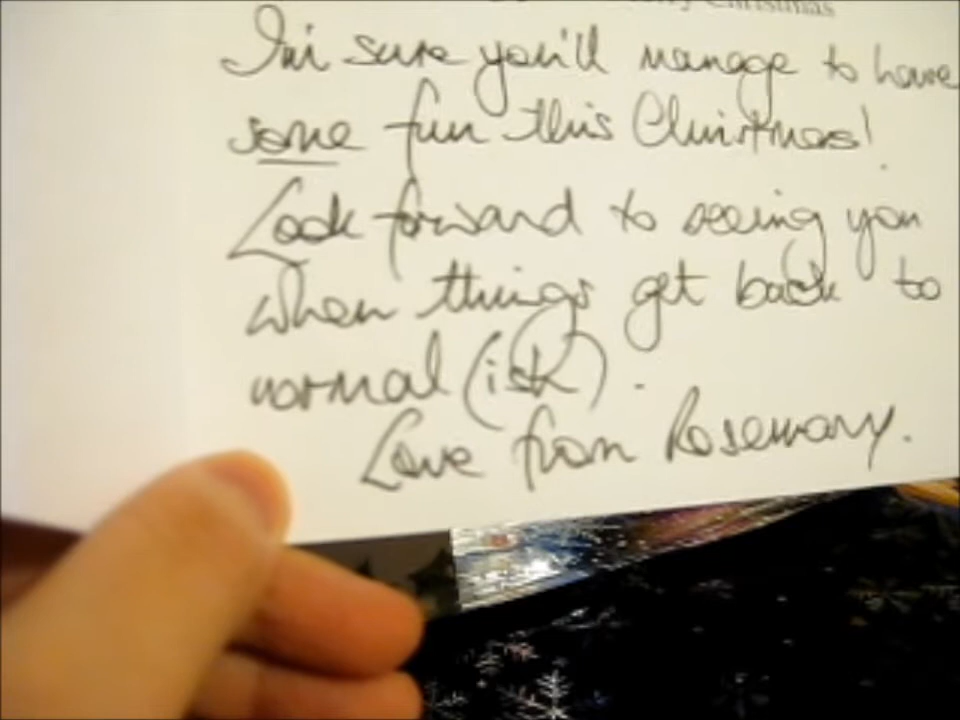 Christmas
I'm sure you'll manage to have
some fun this Christmas!
Look forward to seeing you
when things get back to
normal (ish).
Love from Rosemary.